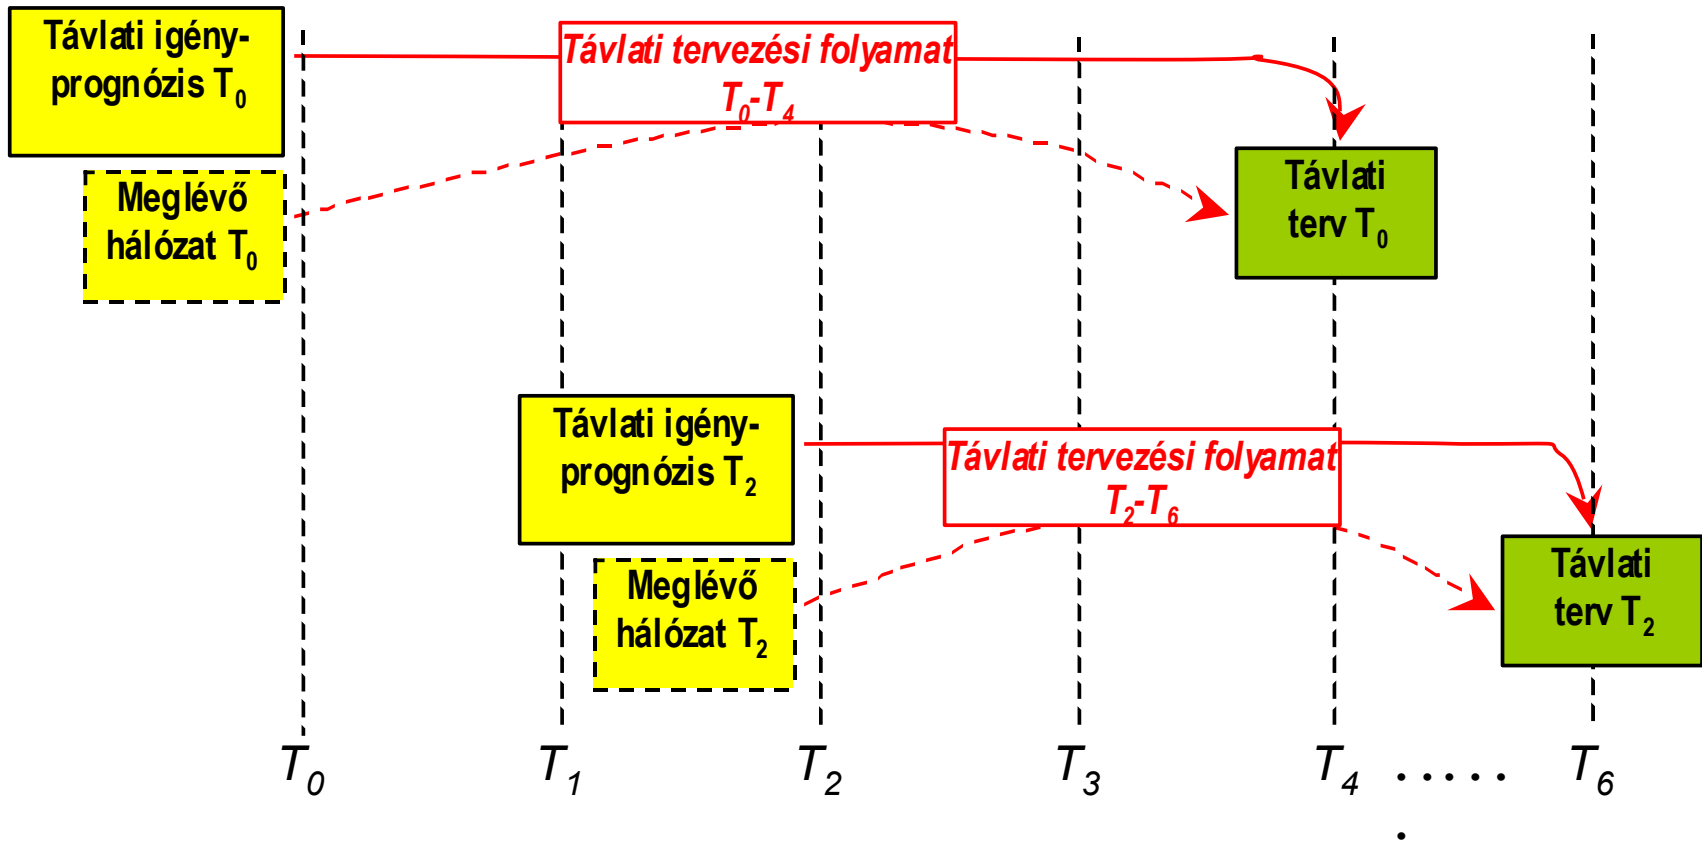 Távlati igény-
prognózis T0
Távlati tervezési folyamat
T0-T4
Meglévő
hálózat T0
Távlati
terv T0
Távlati igény-
prognózis T2
Távlati tervezési folyamat
T2-T6
Meglévő
hálózat T2
Távlati
terv T2
T0 T1 T2 T3 T4 ..... T6
.